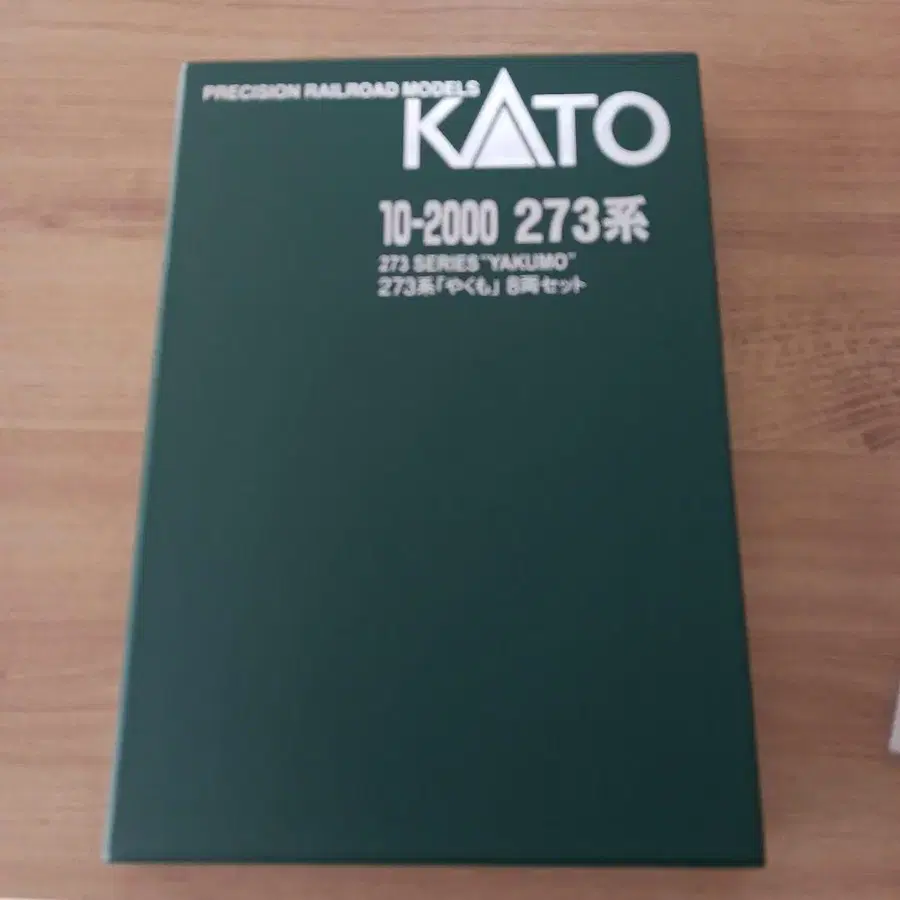 PRECISION RAILROAD MODELS
KATO
10-2000 273系
273 SERIES "YAKUMO"
273系「やくも」 8両セット